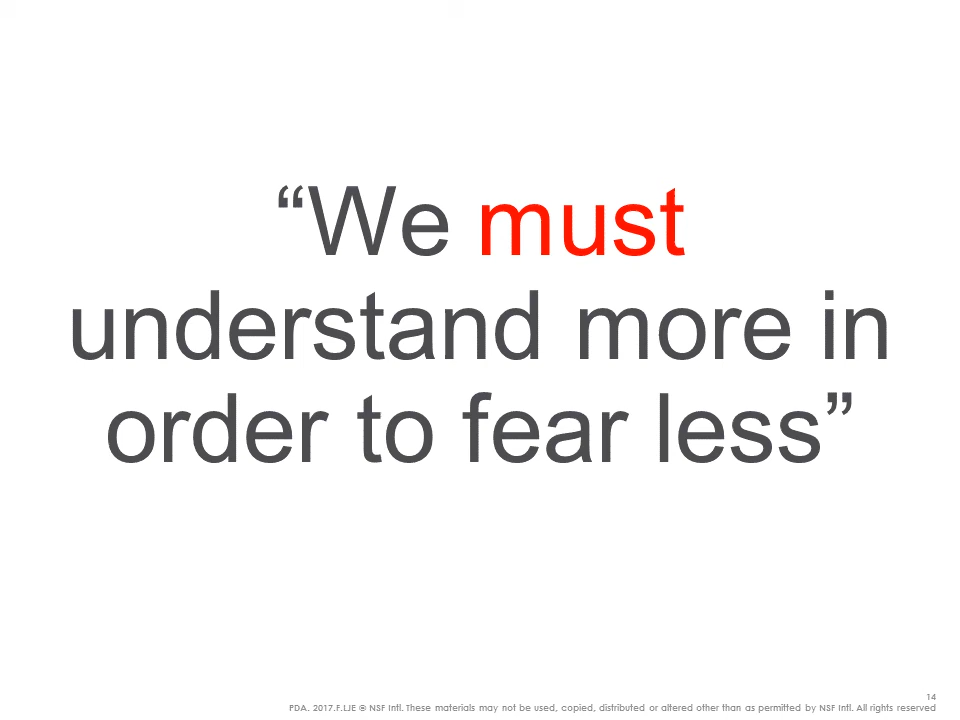 “We must
understand more in
order to fear less”
14
PDA. 2017.F.LJE ® NSF Intl. These materials may not be used, copied, distributed or altered other than as permitted by NSF Intl. All rights reserved